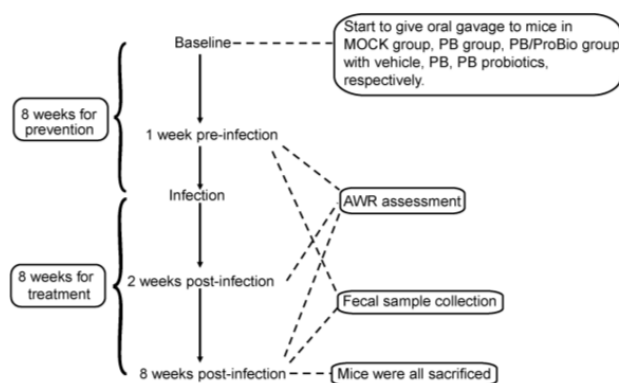 Baseline
Start to give oral gavage to mice in
MOCK group, PB group, PB/ProBio group
with vehicle, PB, PB probiotics,
respectively.
8 weeks for
prevention
1 week pre-infection
Infection
AWR assessment
8 weeks for
treatment
2 weeks post-infection
Fecal sample collection
8 weeks post-infection
Mice were all sacrificed